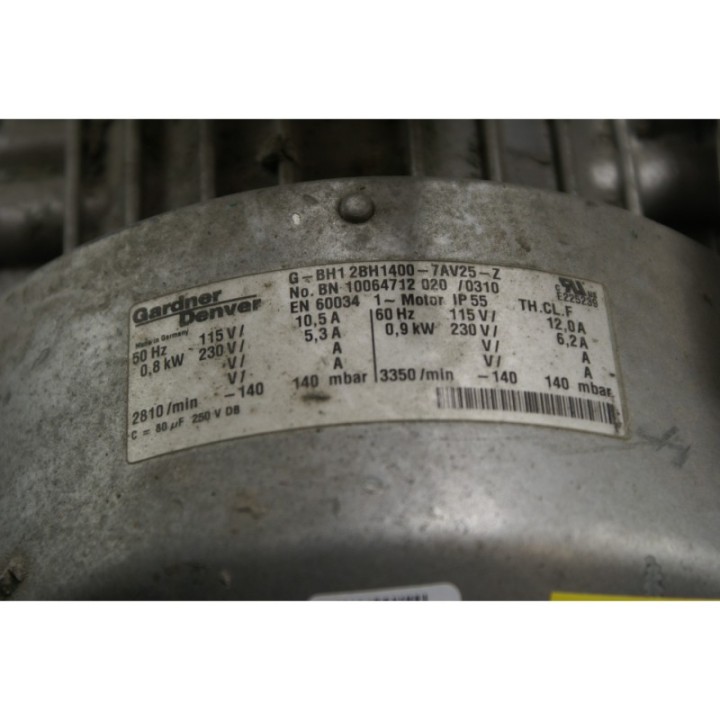 G-BH1 2BH1400-7AV25-Z
No. BN 10064712 020 /0310
EN 60034 1~ Motor IP 55 TH.CL.F
Gardner
Denver
Made in Germany
E225239
50 Hz 115 V/ 10,5 A 60 Hz 115 V/ 12,0 A
0,8 kW 230 V/ 5,3 A 0,9 kW 230 V/ 6,2 A
V/ A V/ A
V/ A V/ A
2810/min -140 140 mbar 3350/min -140 140 mbar
C = 80 µF 250 V DB